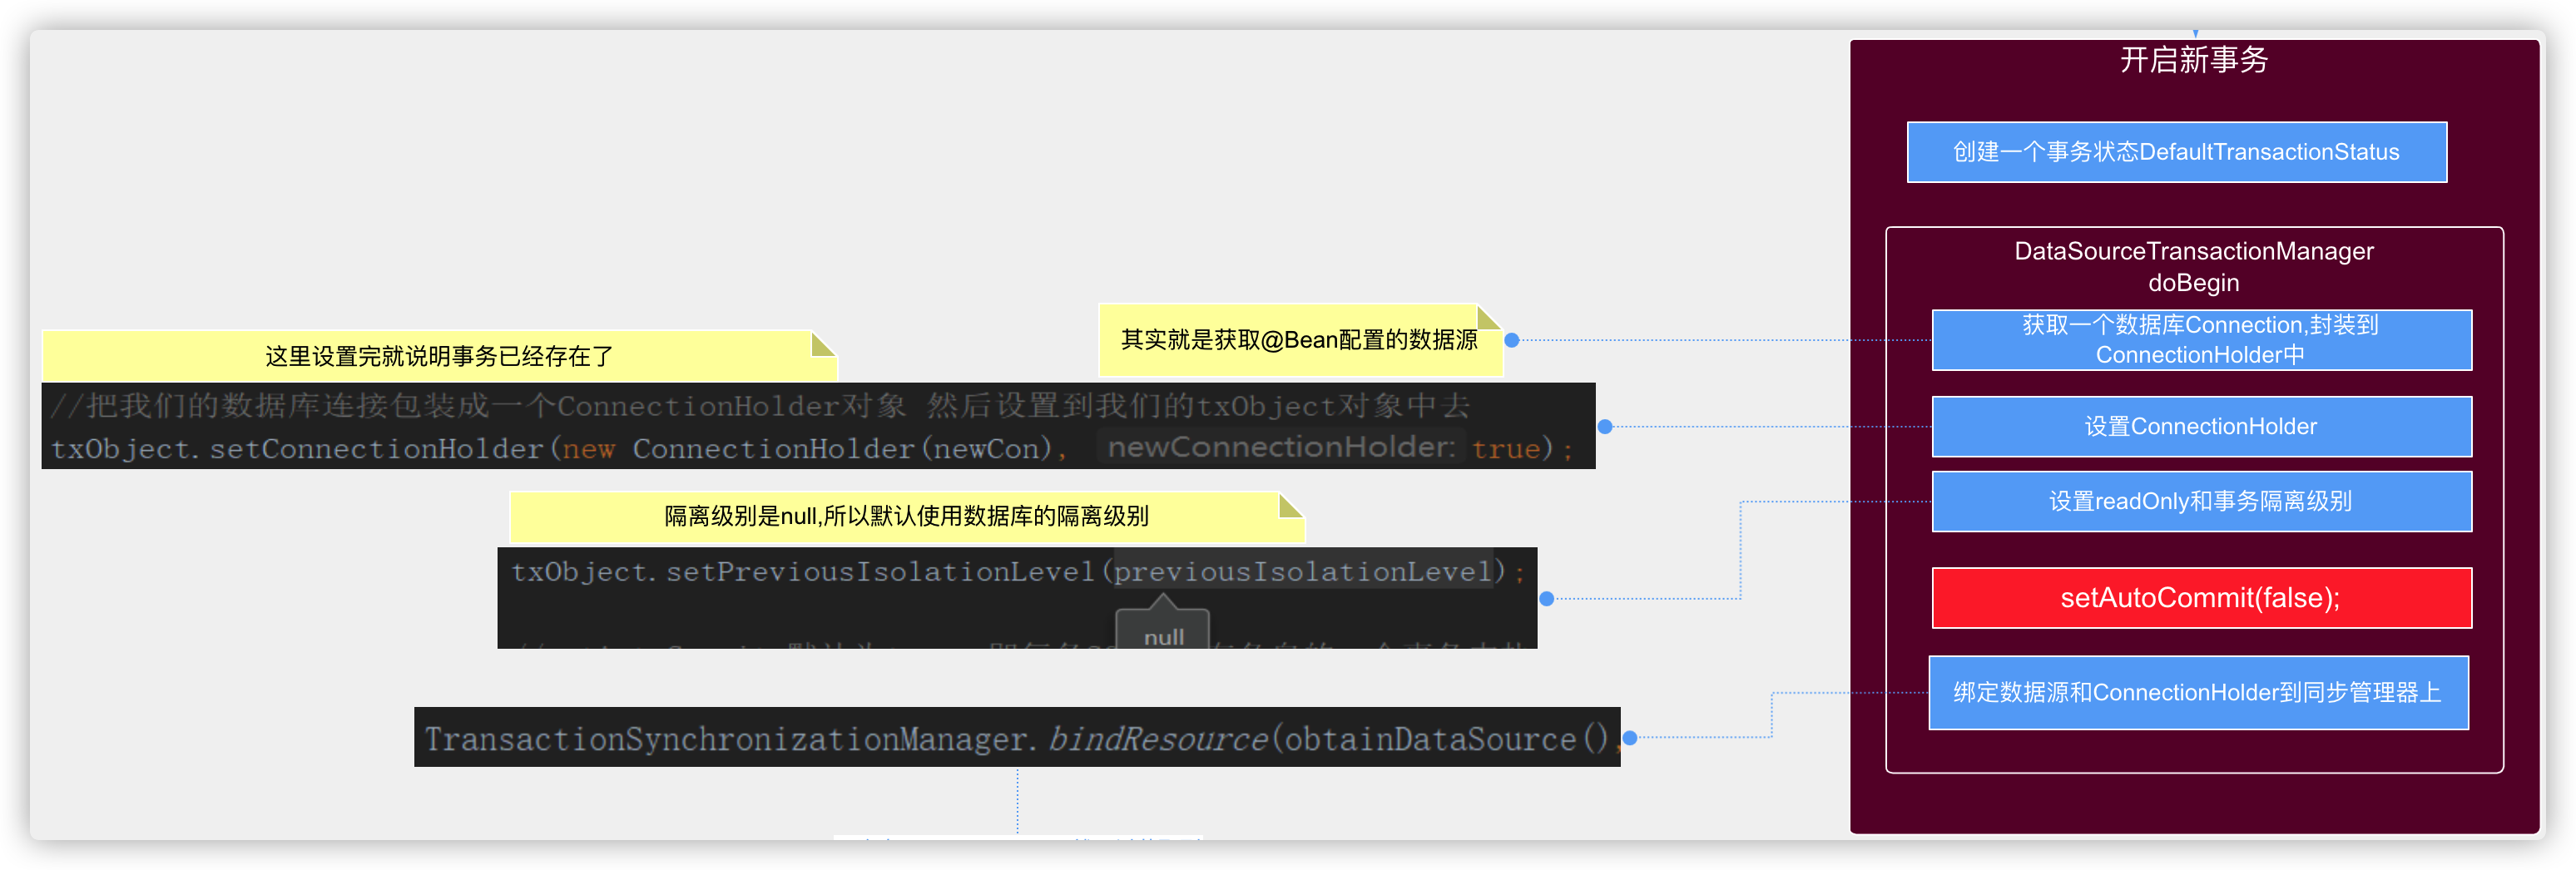 开启新事务
创建一个事务状态DefaultTransactionStatus
DataSourceTransactionManager
doBegin
其实就是获取@Bean配置的数据源
获取一个数据库Connection,封装到
ConnectionHolder中
这里设置完就说明事务已经存在了
//把我们的数据库连接包装成一个ConnectionHolder对象 然后设置到我们的txObject对象中去
txObject.setConnectionHolder(new ConnectionHolder(newCon), newConnectionHolder: true);
设置ConnectionHolder
隔离级别是null,所以默认使用数据库的隔离级别
设置readOnly和事务隔离级别
txObject.setPreviousIsolationLevel(previousIsolationLevel);
null
setAutoCommit(false);
绑定数据源和ConnectionHolder到同步管理器上
TransactionSynchronizationManager.bindResource(obtainDataSource(),